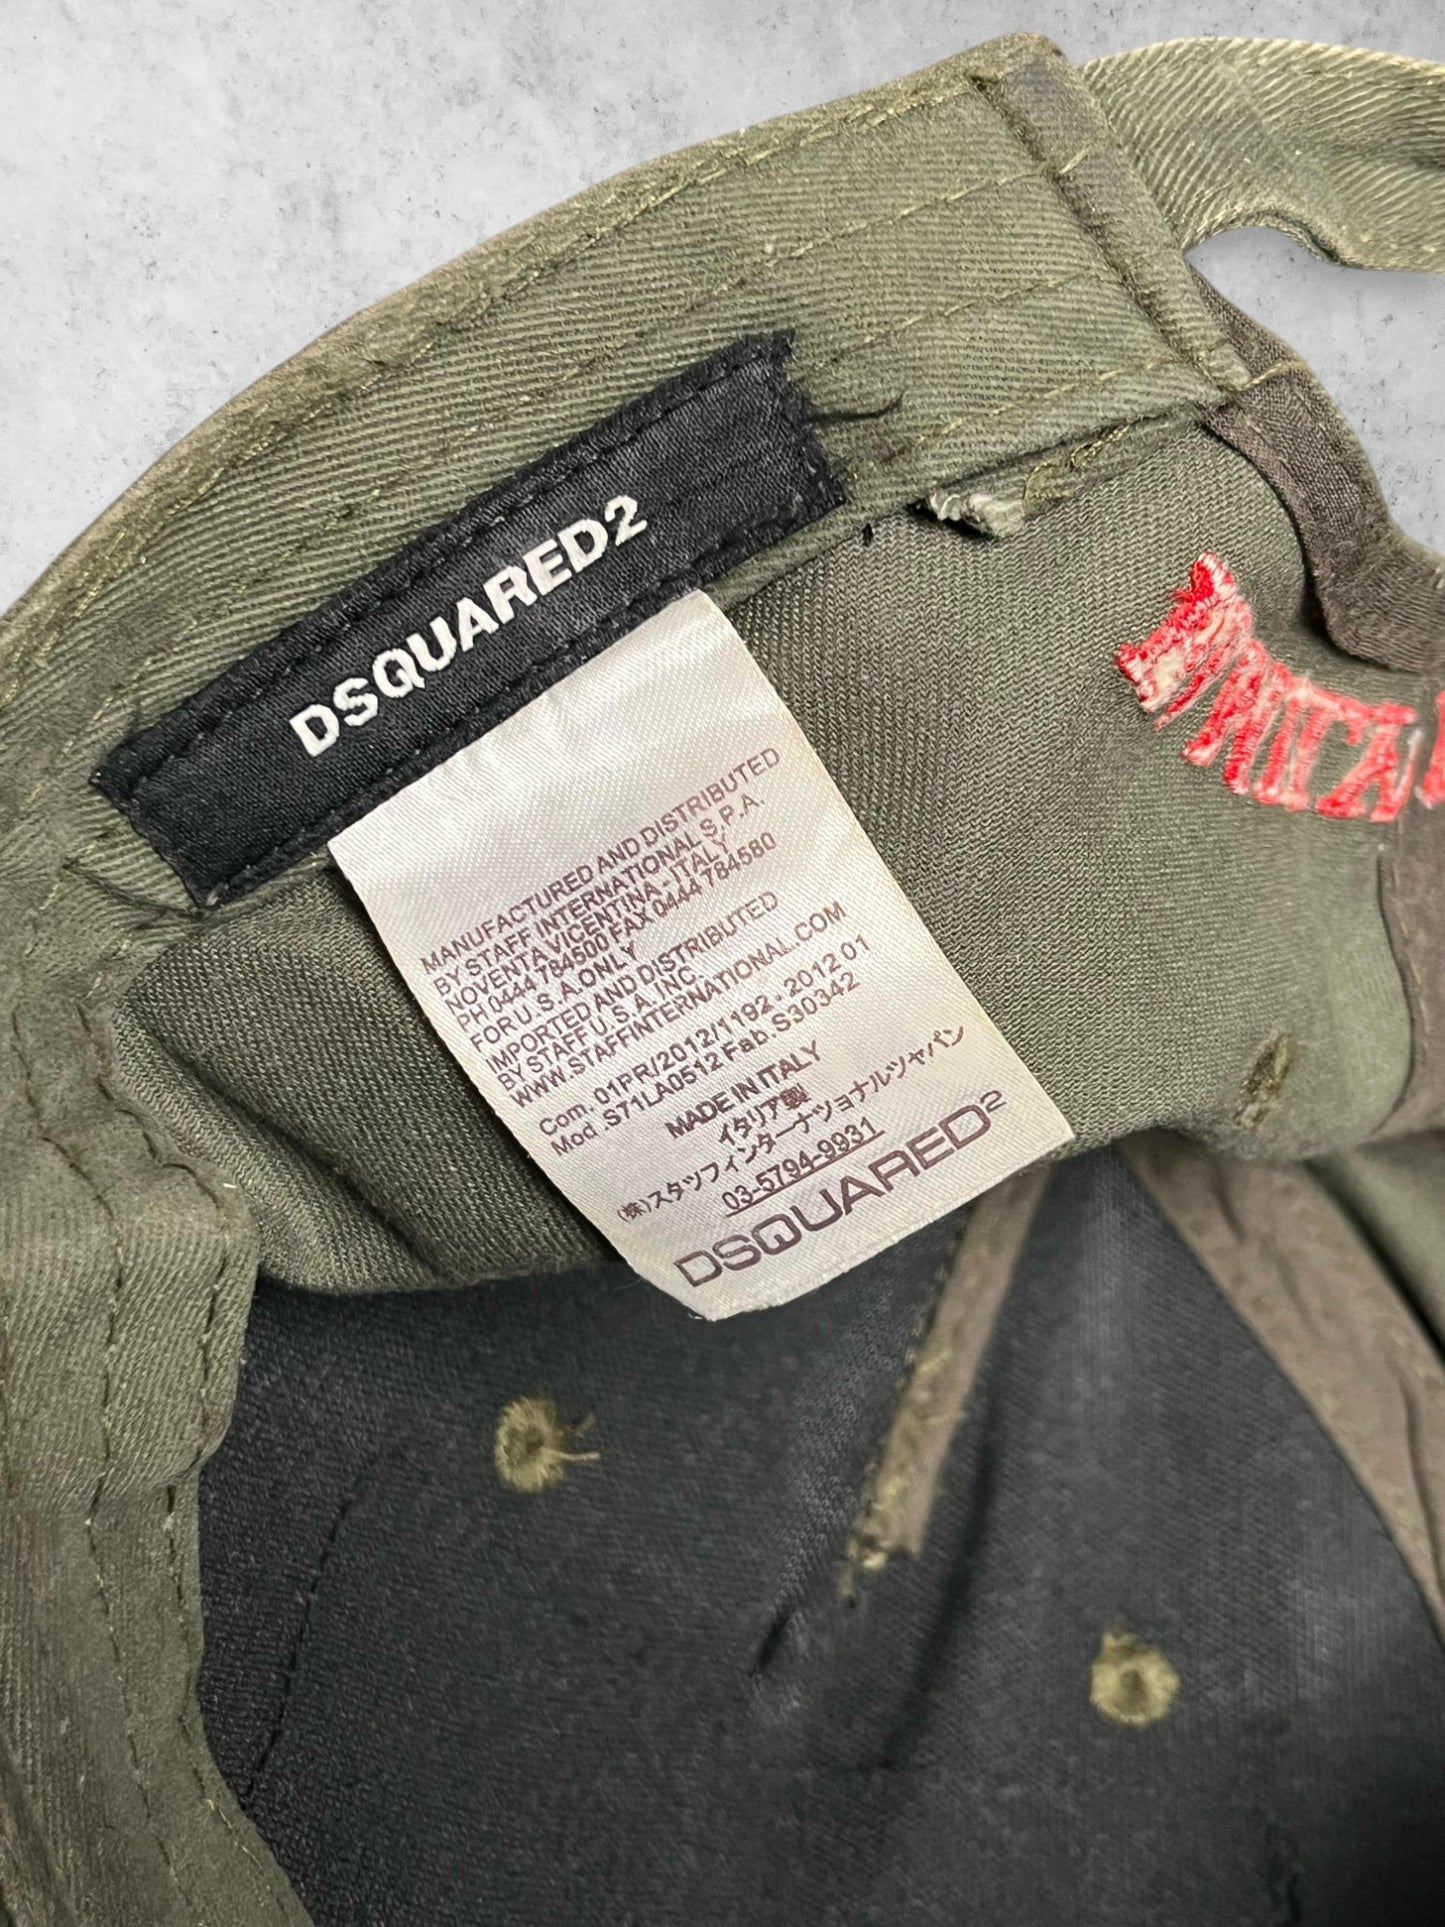 DSQUARED2
MANUFACTURED AND DISTRIBUTED
BY STAFF INTERNATIONAL S.P.A.
NOVENTA VICENTINA - ITALY
PH 0444 784500 FAX 0444 784580
FOR U.S.A. ONLY
IMPORTED AND DISTRIBUTED
BY STAFF U.S.A. INC.
WWW.STAFFINTERNATIONAL.COM
Com. 01PR/2012/1192.2012 01
Mod .S71LA0512 Fab.S30342
MADE IN ITALY
イタリア製
(株)スタッフィンターナツョナルツャパン
03-5794-9931
DSQUARED2